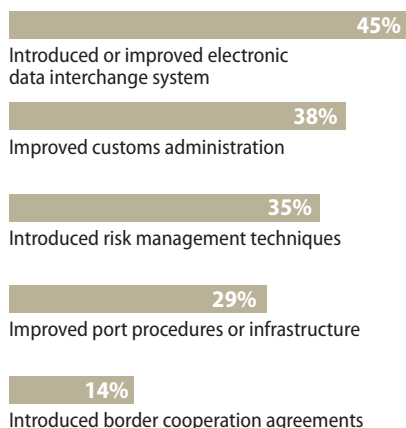 45%
Introduced or improved electronic
data interchange system
38%
Improved customs administration
35%
Introduced risk management techniques
29%
Improved port procedures or infrastructure
14%
Introduced border cooperation agreements